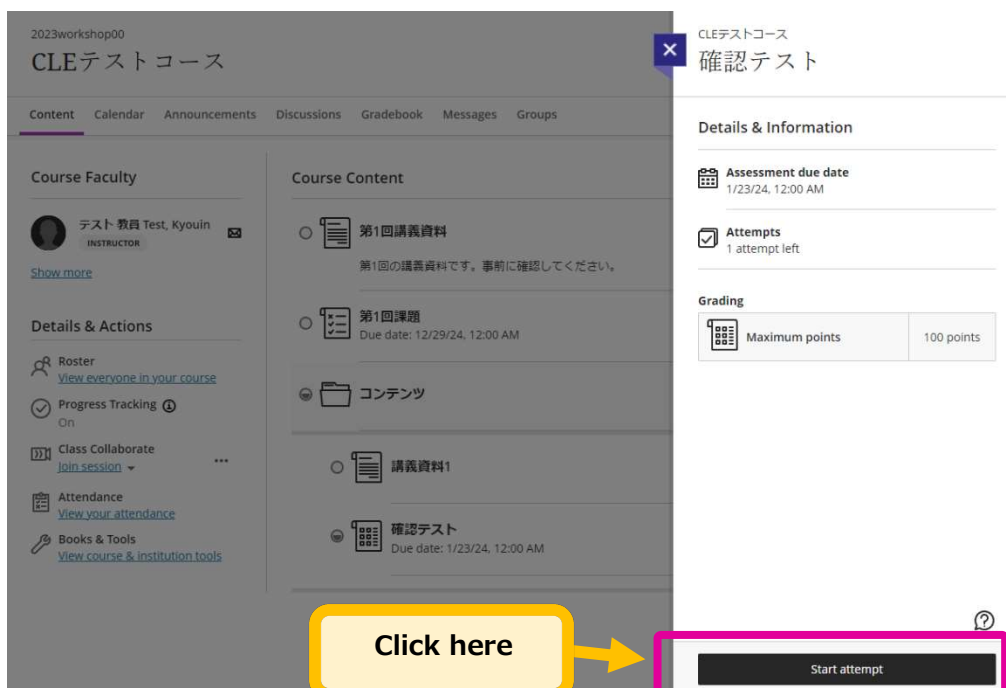 2023workshop00
CLEテストコース
Content Calendar Announcements Discussions Gradebook Messages Groups
Course Faculty
テスト 教員 Test, Kyouin
INSTRUCTOR
Show more
Details & Actions
Roster
View everyone in your course
Progress Tracking
On
Class Collaborate
Join session
Attendance
View your attendance
Books & Tools
View course & institution tools
Course Content
第1回講義資料
第1回の講義資料です。事前に確認してください。
第1回課題
Due date: 12/29/24, 12:00 AM
コンテンツ
講義資料1
確認テスト
Due date: 1/23/24, 12:00 AM
CLEテストコース
確認テスト
Details & Information
Assessment due date
1/23/24, 12:00 AM
Attempts
1 attempt left
Grading
Maximum points 100 points
Click here
Start attempt